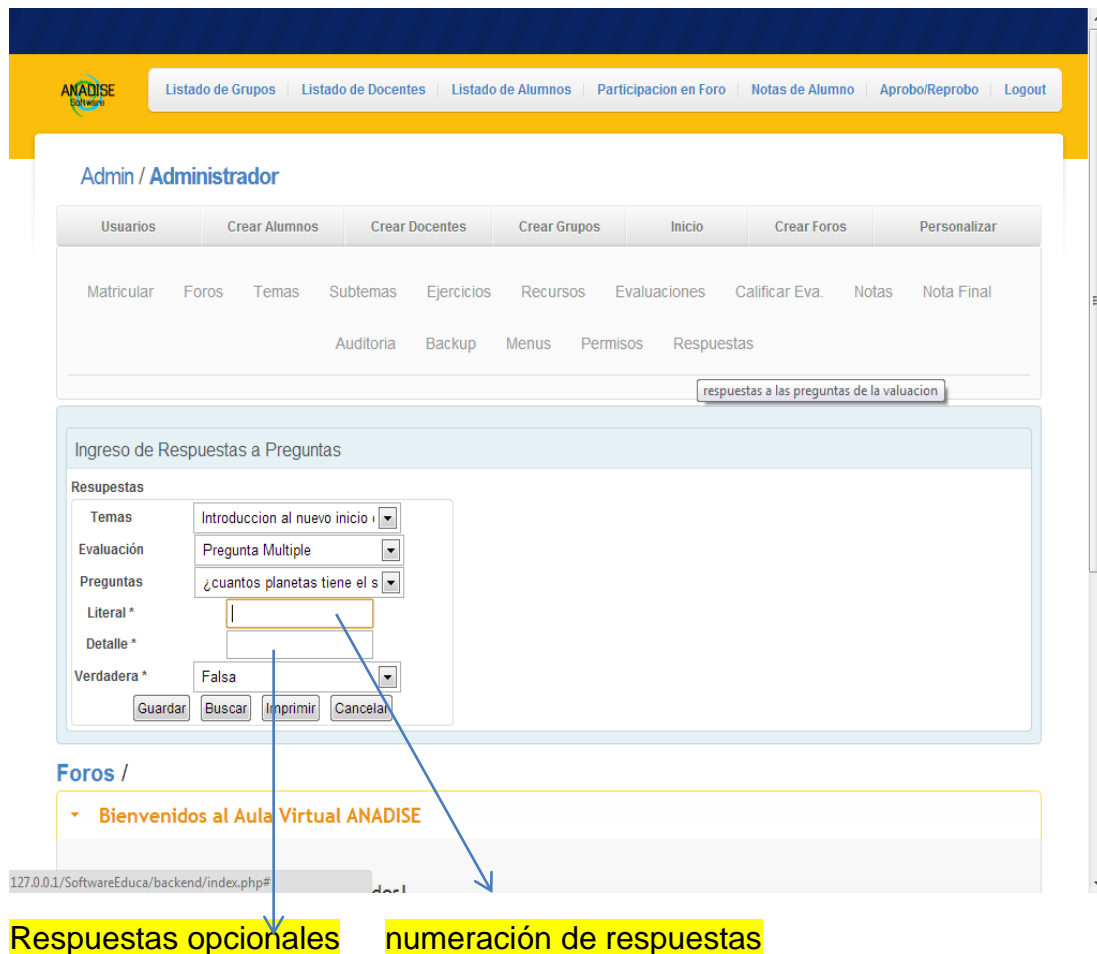 ANADISE
Software
Listado de Grupos Listado de Docentes Listado de Alumnos Participacion en Foro Notas de Alumno Aprobo/Reprobo Logout
Admin / Administrador
Usuarios Crear Alumnos Crear Docentes Crear Grupos Inicio Crear Foros Personalizar
Matricular Foros Temas Subtemas Ejercicios Recursos Evaluaciones Calificar Eva. Notas Nota Final
Auditoria Backup Menus Permisos Respuestas
respuestas a las preguntas de la valuacion
Ingreso de Respuestas a Preguntas
Resupestas
Temas Introduccion al nuevo inicio
Evaluación Pregunta Multiple
Preguntas ¿cuantos planetas tiene el s
Literal *
Detalle *
Verdadera * Falsa
Guardar Buscar Imprimir Cancelar
Foros /
Bienvenidos al Aula Virtual ANADISE
127.0.0.1/SoftwareEduca/backend/index.php#
Respuestas opcionales numeración de respuestas